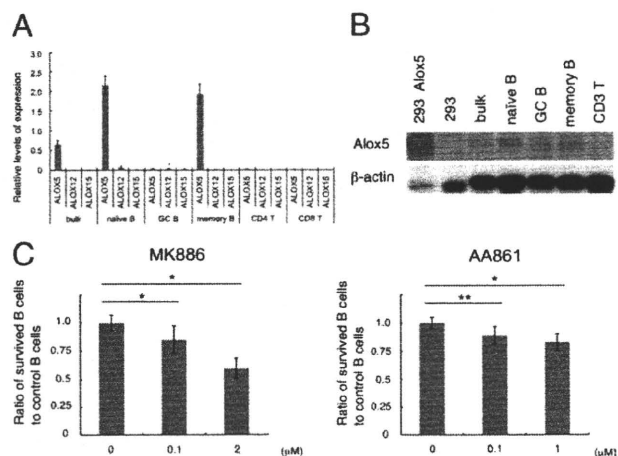 A
Relative levels of expression
3.0
2.5
2.0
1.5
1.0
0.5
0
ALOX5 ALOX12 ALOX15 ALOX5 ALOX12 ALOX15 ALOX5 ALOX12 ALOX15 ALOX5 ALOX12 ALOX15 ALOX5 ALOX12 ALOX15 ALOX5 ALOX12 ALOX15
bulk naïve B GC B memory B CD4 T CD8 T
B
293 Alox5 293 bulk naïve B GC B memory B CD3 T
Alox5
β-actin
C
MK886
* 
*
Ratio of survived B cells
to control B cells
1.0
0.75
0.5
0.25
0
0 0.1 2 (μM)
AA861
*
**
Ratio of survived B cells
to control B cells
1.0
0.75
0.5
0.25
0
0 0.1 1 (μM)